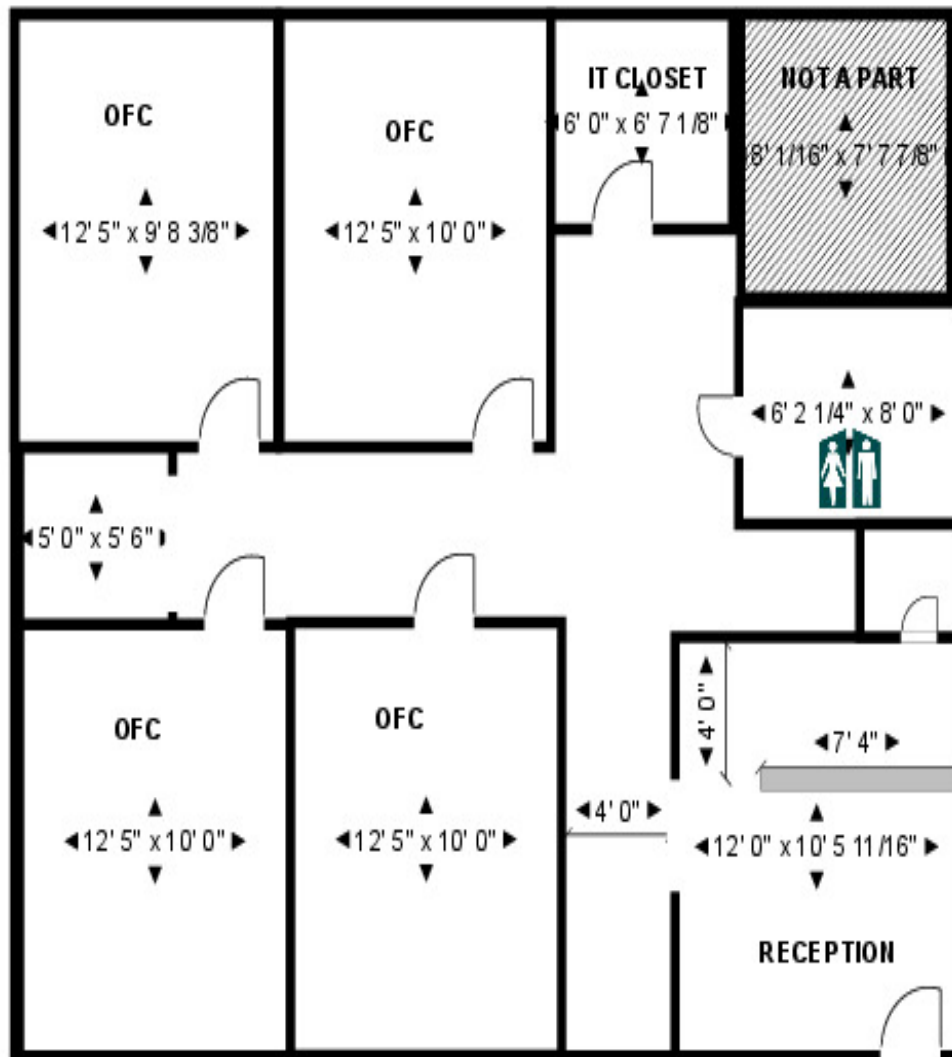 OFC
12' 5" x 9' 8 3/8"
OFC
12' 5" x 10' 0"
IT CLOSET
6' 0" x 6' 7 1/8"
NOT A PART
8' 1/16" x 7' 7 7/8"
6' 2 1/4" x 8' 0"
5' 0" x 5' 6"
OFC
12' 5" x 10' 0"
OFC
12' 5" x 10' 0"
4' 0"
4' 0"
7' 4"
12' 0" x 10' 5 11/16"
RECEPTION